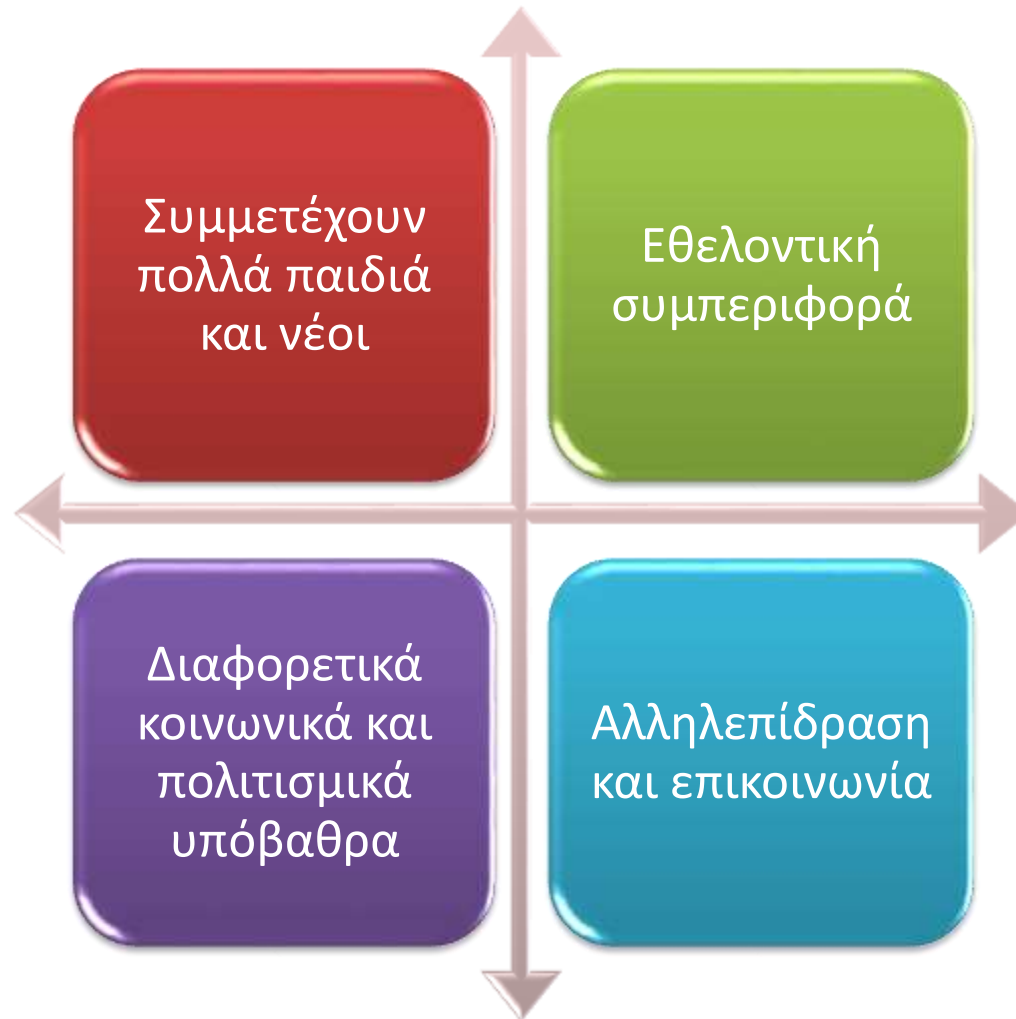 Συμμετέχουν
πολλά παιδιά
και νέοι
Εθελοντική
συμπεριφορά
Διαφορετικά
κοινωνικά και
πολιτισμικά
υπόβαθρα
Αλληλεπίδραση
και επικοινωνία